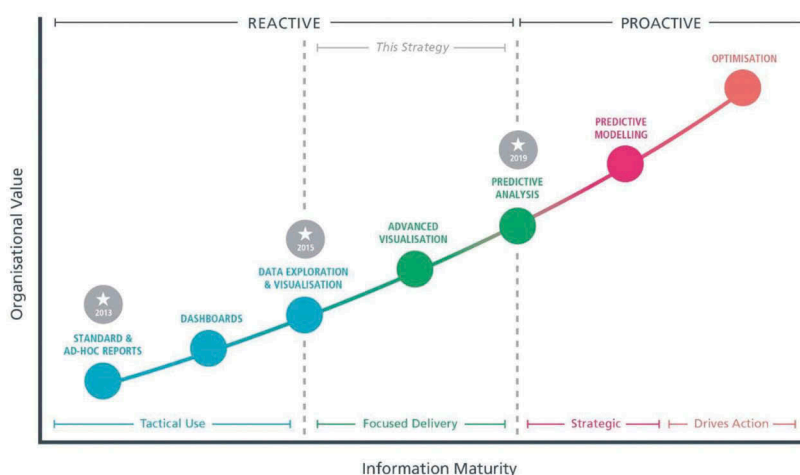 REACTIVE
PROACTIVE
This Strategy
OPTIMISATION
PREDICTIVE
MODELLING
2019
PREDICTIVE
ANALYSIS
ADVANCED
VISUALISATION
2015
DATA EXPLORATION
& VISUALISATION
2013
DASHBOARDS
STANDARD &
AD-HOC REPORTS
Organisational Value
Tactical Use
Focused Delivery
Strategic
Drives Action
Information Maturity